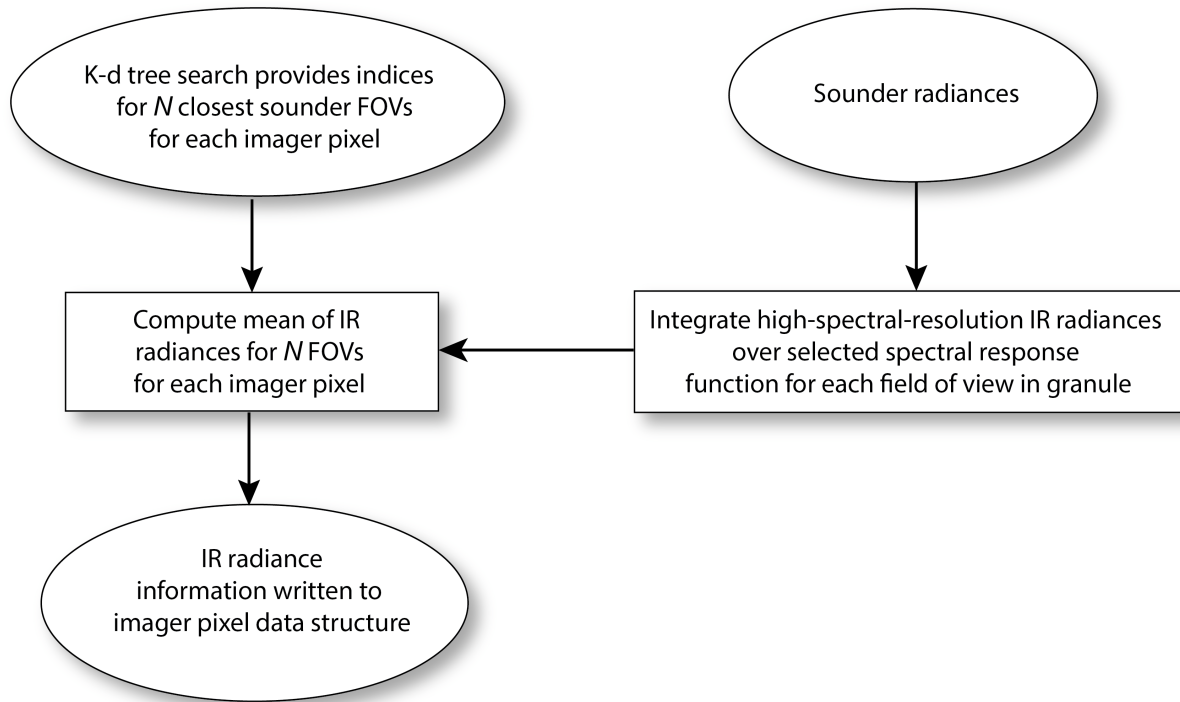 K-d tree search provides indices
for N closest sounder FOVs
for each imager pixel
Sounder radiances
Compute mean of IR
radiances for N FOVs
for each imager pixel
Integrate high-spectral-resolution IR radiances
over selected spectral response
function for each field of view in granule
IR radiance
information written to
imager pixel data structure